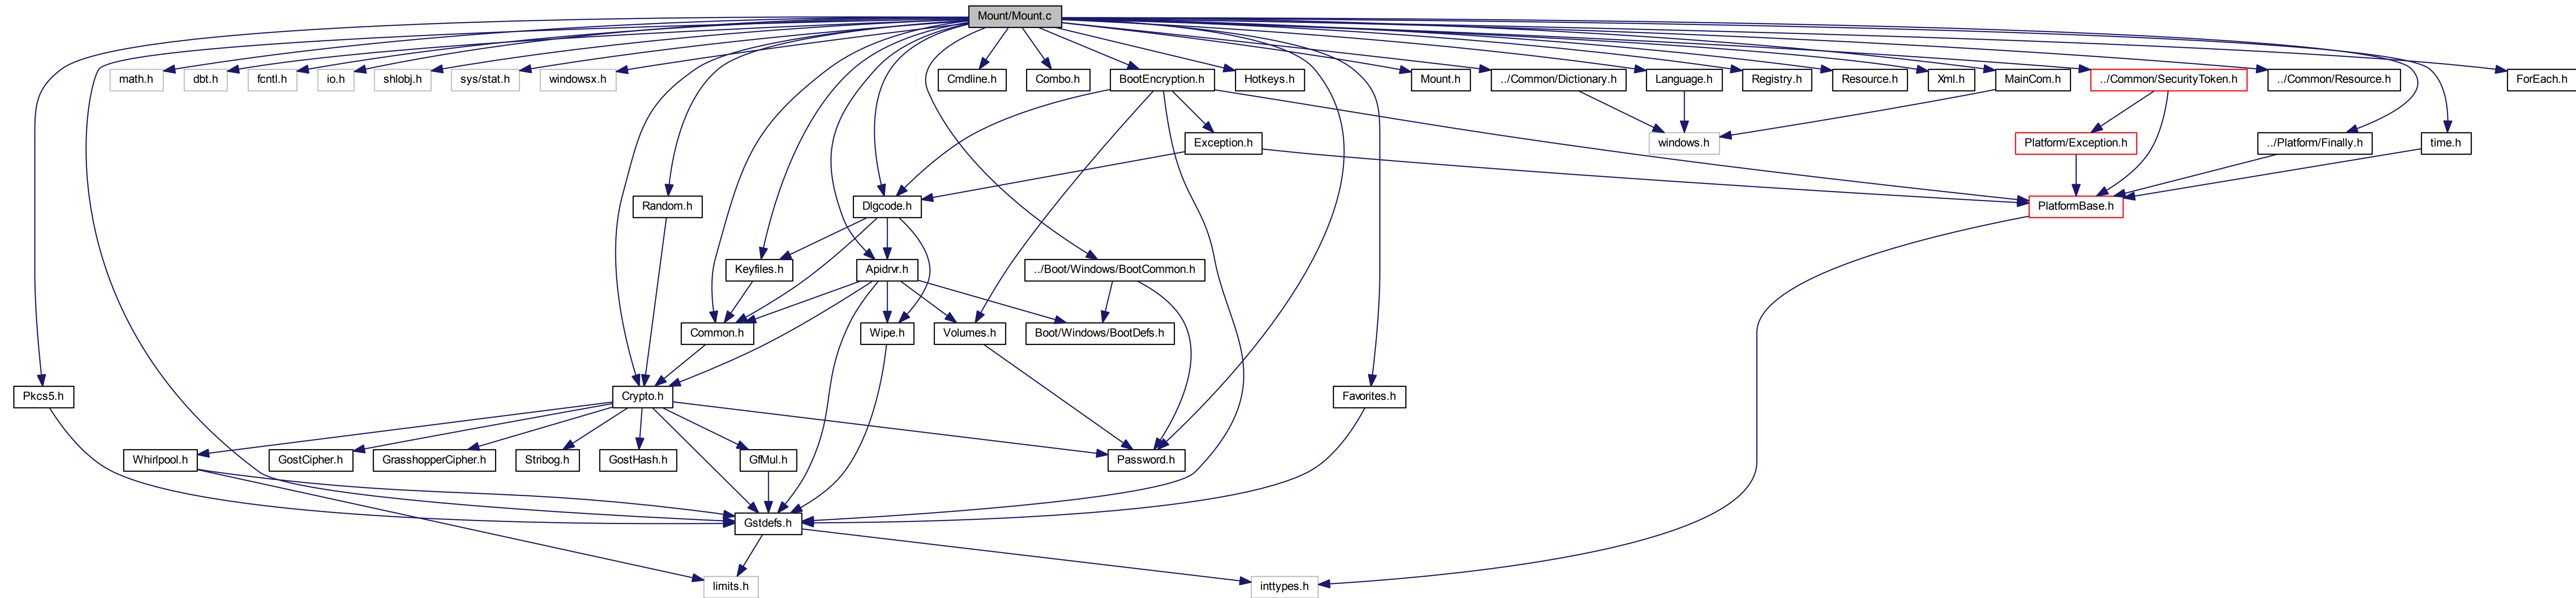 Mount/Mount.c
math.h
dbt.h
fcntl.h
io.h
shlobj.h
sys/stat.h
windowsx.h
Cmdline.h
Combo.h
BootEncryption.h
Hotkeys.h
Mount.h
../Common/Dictionary.h
Language.h
Registry.h
Resource.h
Xml.h
MainCom.h
../Common/SecurityToken.h
../Common/Resource.h
ForEach.h
Exception.h
windows.h
Platform/Exception.h
../Platform/Finally.h
time.h
Random.h
Dlgcode.h
PlatformBase.h
Keyfiles.h
Apidrvr.h
../Boot/Windows/BootCommon.h
Common.h
Wipe.h
Volumes.h
Boot/Windows/BootDefs.h
Pkcs5.h
Crypto.h
Favorites.h
Whirlpool.h
GostCipher.h
GrasshopperCipher.h
Stribog.h
GostHash.h
GfMul.h
Password.h
Gstdefs.h
limits.h
inttypes.h